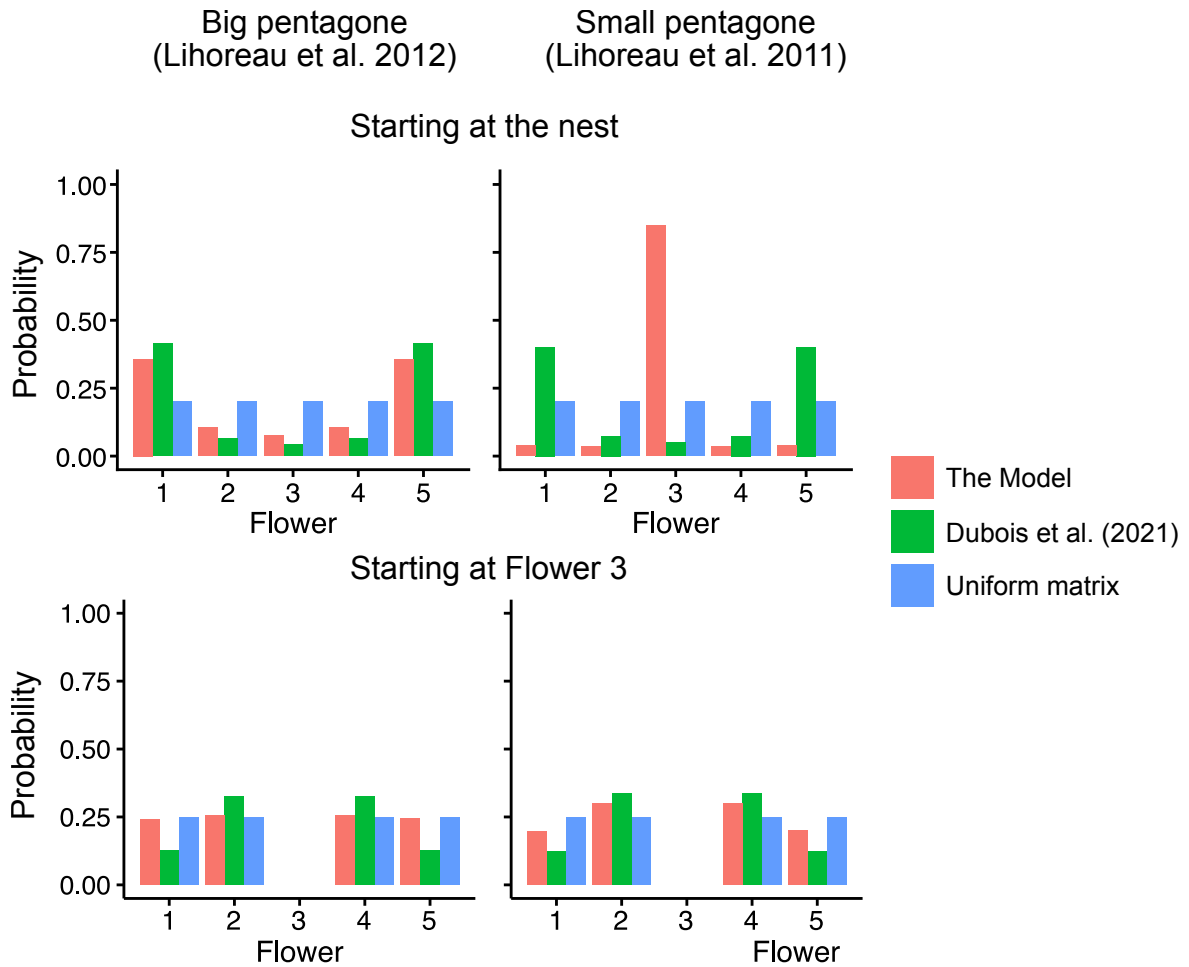 Big pentagone
(Lihoreau et al. 2012)
Small pentagone
(Lihoreau et al. 2011)
Starting at the nest
Probability
1.00
0.75
0.50
0.25
0.00
1 2 3 4 5
Flower
1 2 3 4 5
Flower
The Model
Dubois et al. (2021)
Uniform matrix
Starting at Flower 3
Probability
1.00
0.75
0.50
0.25
0.00
1 2 3 4 5
Flower
1 2 3 4 5
Flower